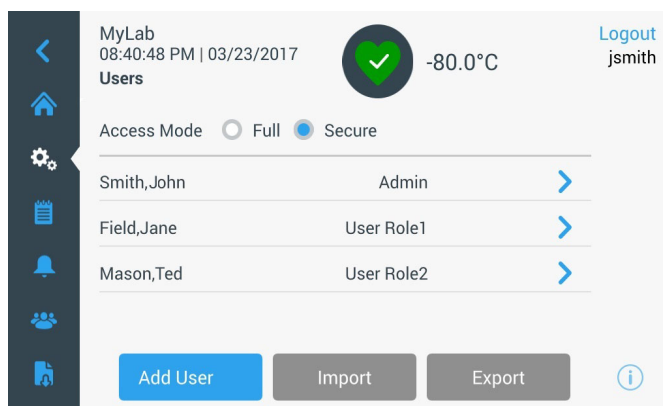 MyLab
08:40:48 PM | 03/23/2017
Users
-80.0°C
Logout
jsmith
Access Mode Full Secure
Smith,John Admin
Field,Jane User Role1
Mason,Ted User Role2
Add User Import Export
i